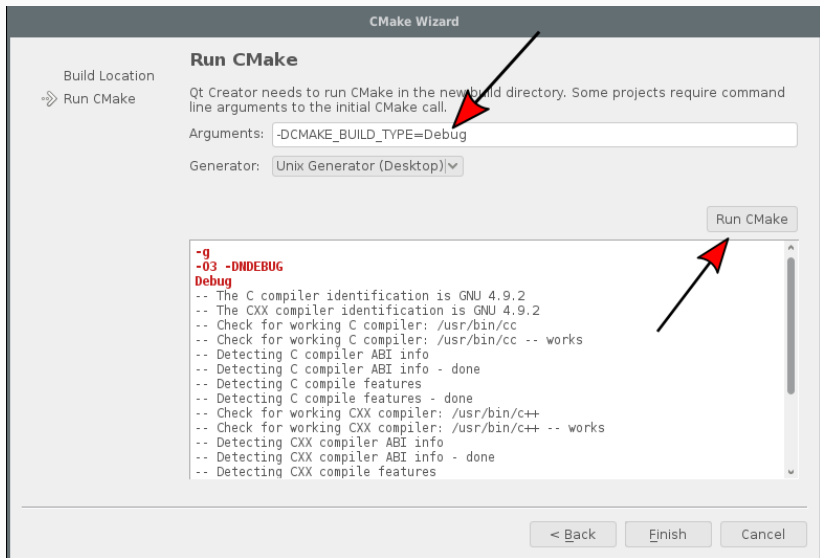 CMake Wizard
Build Location
Run CMake
Run CMake
Qt Creator needs to run CMake in the new build directory. Some projects require command
line arguments to the initial CMake call.
Arguments: -DCMAKE_BUILD_TYPE=Debug
Generator: Unix Generator (Desktop)
Run CMake
-g
-O3 -DNDEBUG
Debug
-- The C compiler identification is GNU 4.9.2
-- The CXX compiler identification is GNU 4.9.2
-- Check for working C compiler: /usr/bin/cc
-- Check for working C compiler: /usr/bin/cc -- works
-- Detecting C compiler ABI info
-- Detecting C compiler ABI info - done
-- Detecting C compile features
-- Detecting C compile features - done
-- Check for working CXX compiler: /usr/bin/c++
-- Check for working CXX compiler: /usr/bin/c++ -- works
-- Detecting CXX compiler ABI info
-- Detecting CXX compiler ABI info - done
-- Detecting CXX compile features
< Back
Finish
Cancel